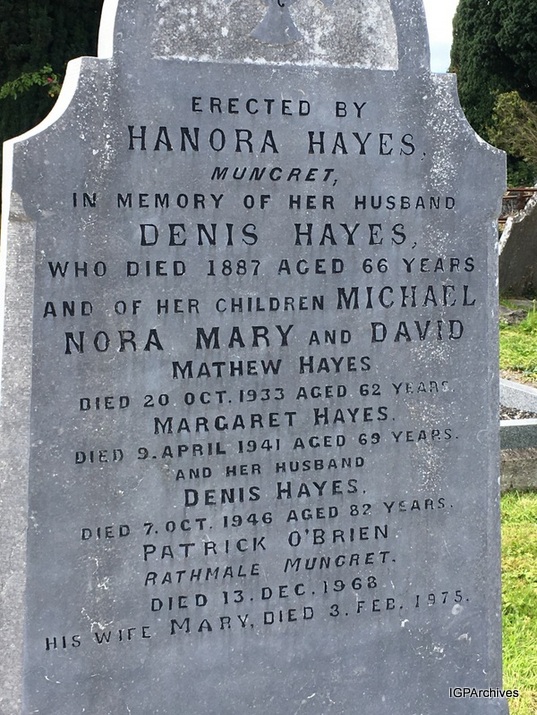 ERECTED BY
HANORA HAYES,
MUNCRET,
IN MEMORY OF HER HUSBAND
DENIS HAYES,
WHO DIED 1887 AGED 66 YEARS
AND OF HER CHILDREN MICHAEL
NORA MARY AND DAVID
MATHEW HAYES
DIED 20 OCT. 1933 AGED 62 YEARS.
MARGARET HAYES.
DIED 9. APRIL 1941 AGED 69 YEARS.
AND HER HUSBAND
DENIS HAYES.
DIED 7. OCT. 1946 AGED 82 YEARS.
PATRICK O'BRIEN
RATHMALE MUNGRET.
DIED 13. DEC. 1968
HIS WIFE MARY, DIED 3. FEB. 1975.
IGPArchives